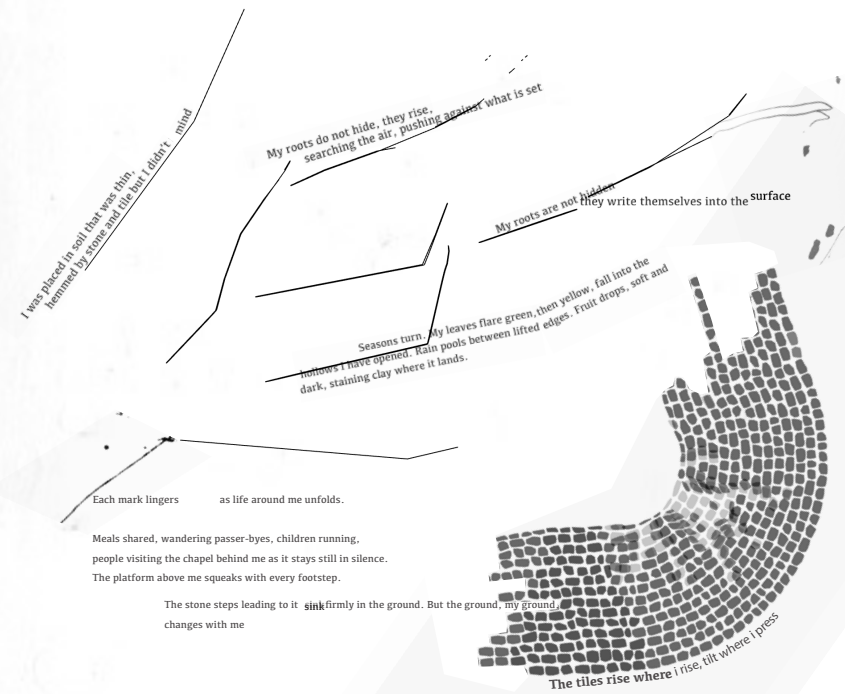 I was placed in soil that was thin,
hemmed by stone and tile but I didn't mind
My roots do not hide, they rise,
searching the air, pushing against what is set
My roots are not hidden
they write themselves into the surface
Seasons turn. My leaves flare green, then yellow, fall into the
hollows i have opened. Rain pools between lifted edges. Fruit drops, soft and
dark, staining clay where it lands.
Each mark lingers as life around me unfolds.
Meals shared, wandering passer-byes, children running,
people visiting the chapel behind me as it stays still in silence.
The platform above me squeaks with every footstep.
The stone steps leading to it sink firmly in the ground. But the ground, my ground,
changes with me
The tiles rise where i rise, tilt where i press